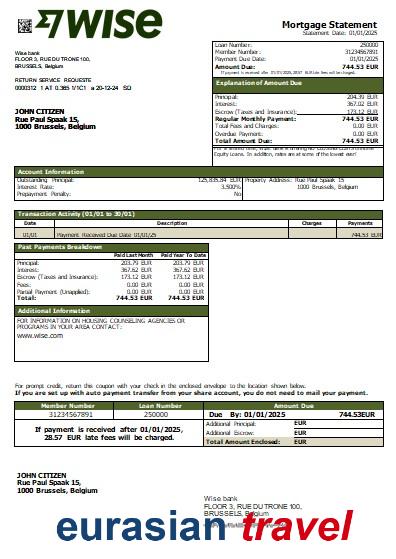 WISE
Mortgage Statement
Statement Date: 01/01/2025
Wise bank
FLOOR 3, RUE DU TRONE 100,
BRUSSELS, Belgium
RETURN SERVICE REQUESTE
0000312 1 AT 0.365 1/1C1 a 20-12-24 SD
JOHN CITIZEN
Rue Paul Spaak 15,
1000 Brussels, Belgium
Loan Number: 250000
Member Number: 31234567891
Payment Due Date: 01/01/2025
Amount Due: 744.53 EUR
If payment is received after 01/01/2025, 28.57 EUR late fee will be charged.
Explanation of Amount Due
Principal: 204.39 EUR
Interest: 367.02 EUR
Escrow (Taxes and Insurance): 173.12 EUR
Regular Monthly Payment: 744.53 EUR
Total Fees and Charges: 0.00 EUR
Overdue Payment: 0.00 EUR
Total Amount Due: 744.53 EUR
Equity Loans. In addition, rates are at some of the lowest ever!
Account Information
Outstanding Principal: 125,835.84 EUR
Interest Rate: 3.500%
Prepayment Penalty: No
Property Address: Rue Paul Spaak 15
1000 Brussels, Belgium
Transaction Activity (01/01 to 30/01)
Date Description Charges Payments
01/01 Payment Received Due Date 01/01/25 744.53 EUR
Past Payments Breakdown
Paid Last Month Paid Year To Date
Principal: 203.79 EUR 203.79 EUR
Interest: 367.62 EUR 367.62 EUR
Escrow (Taxes and Insurance): 173.12 EUR 173.12 EUR
Fees: 0.00 EUR 0.00 EUR
Partial Payment (Unapplied): 0.00 EUR 0.00 EUR
Total: 744.53 EUR 744.53 EUR
Additional Information
FOR INFORMATION ON HOUSING COUNSELING AGENCIES OR
PROGRAMS IN YOUR AREA CONTACT:
www.wise.com
For prompt credit, return this coupon with your check in the enclosed envelope to the location shown below.
If you are set up with auto payment transfer from your share account, you do not need to mail your payment.
Member Number Loan Number Amount Due
31234567891 250000 Due By: 01/01/2025 744.53EUR
If payment is received after 01/01/2025,
28.57 EUR late fees will be charged.
Additional Principal: EUR
Additional Escrow: EUR
Total Amount Enclosed: EUR
JOHN CITIZEN
Rue Paul Spaak 15,
1000 Brussels, Belgium
Wise bank
FLOOR 3, RUE DU TRONE 100,
BRUSSELS, Belgium
eurasian travel